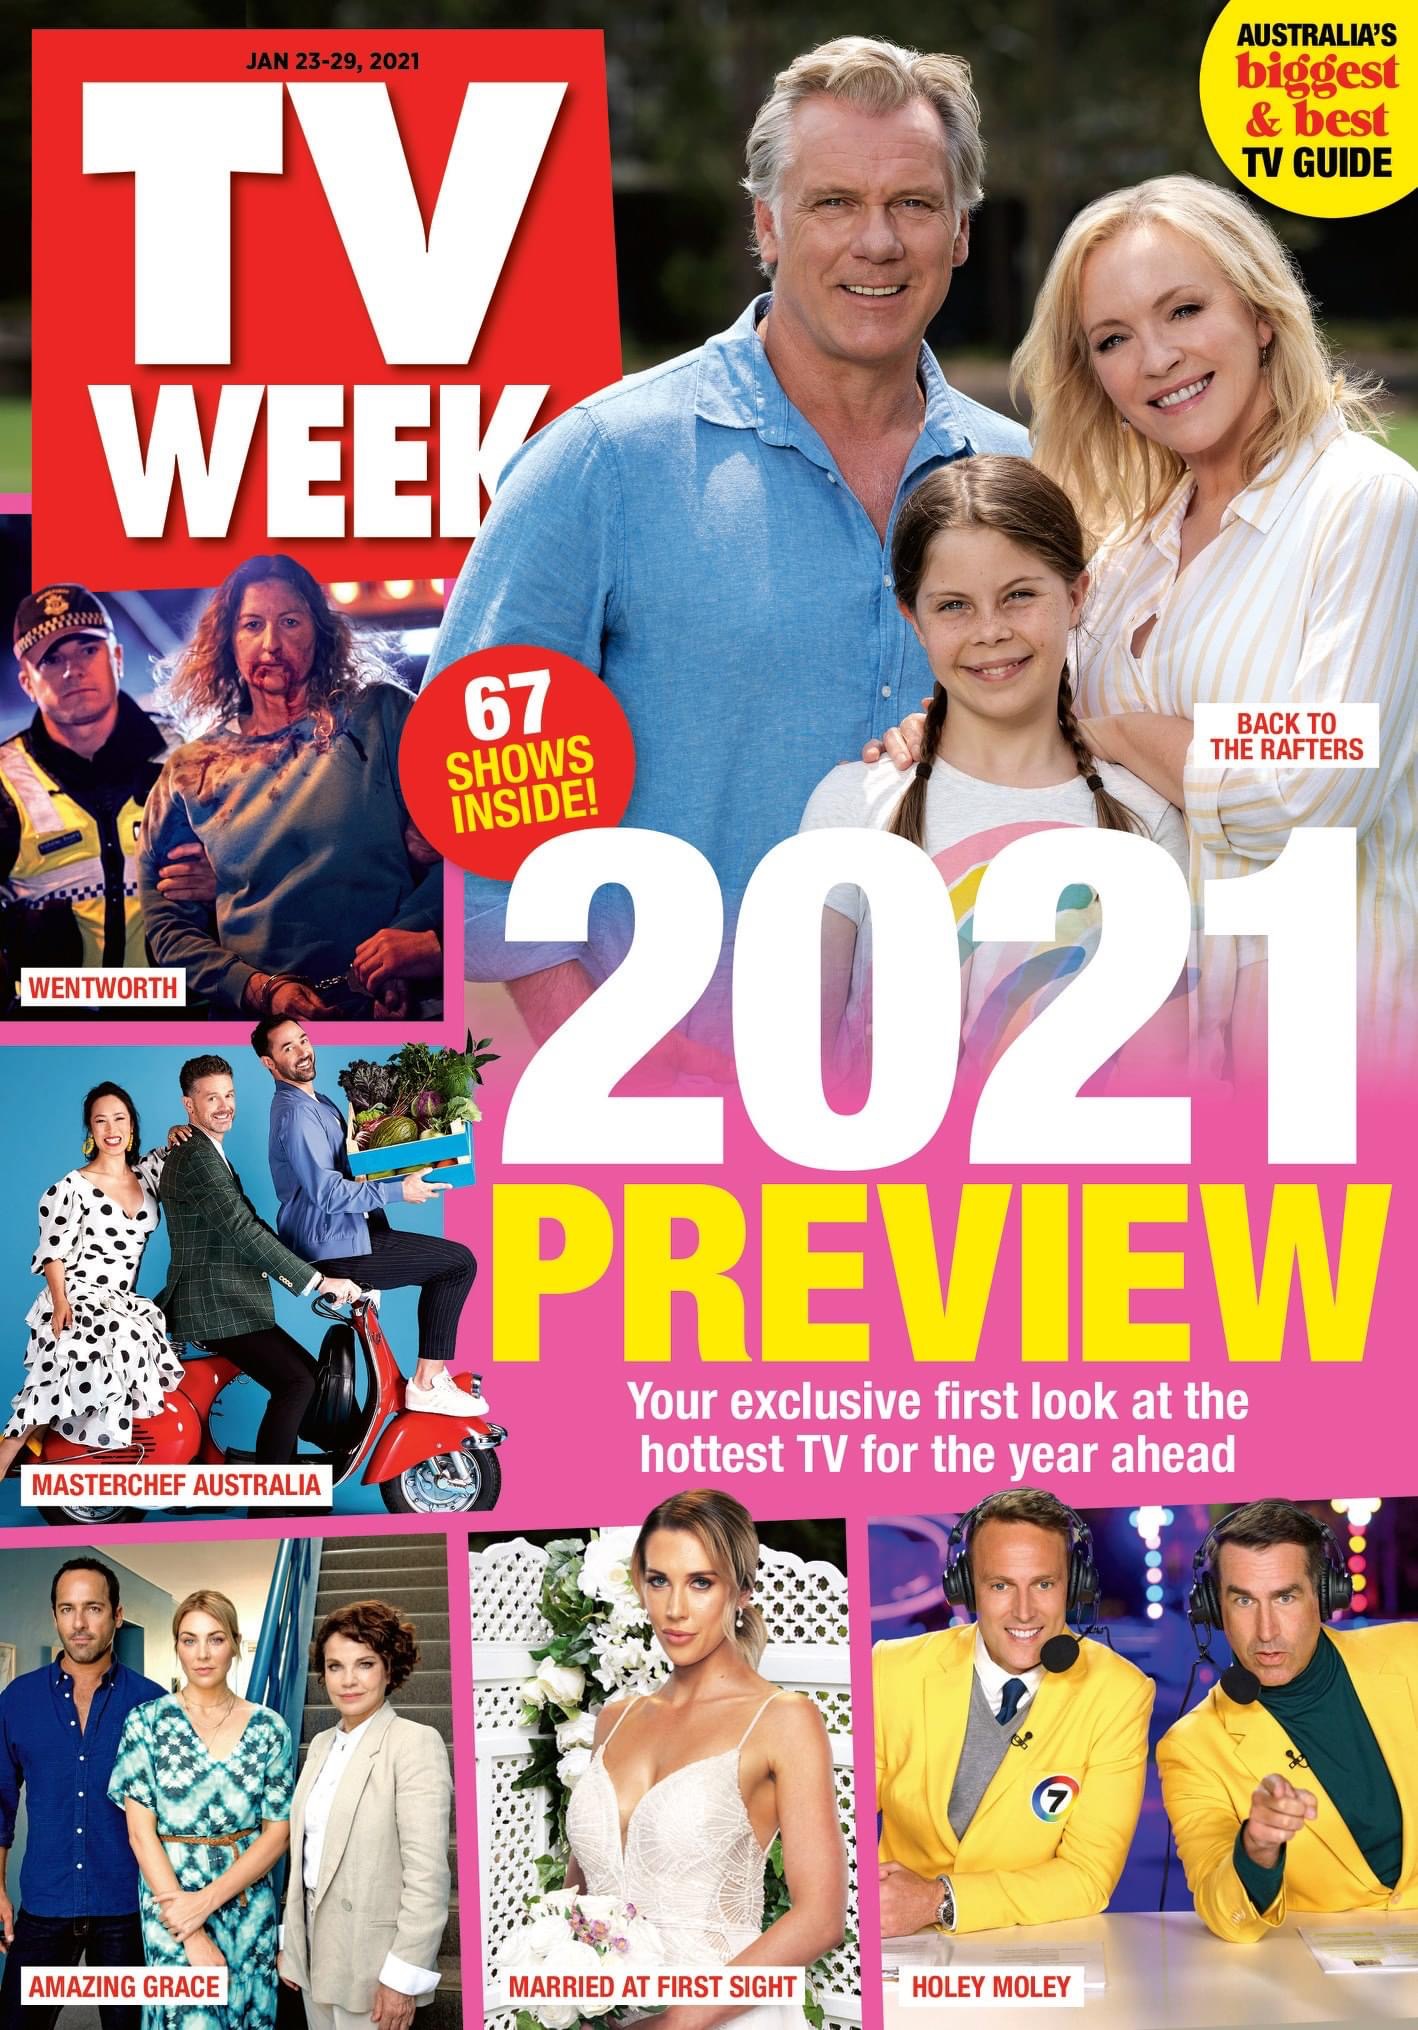 JAN 23-29, 2021
TV
WEEK
AUSTRALIA'S
biggest
& best
TV GUIDE
67
SHOWS
INSIDE!
BACK TO
THE RAFTERS
WENTWORTH
2021
PREVIEW
Your exclusive first look at the
hottest TV for the year ahead
MASTERCHEF AUSTRALIA
7
AMAZING GRACE
MARRIED AT FIRST SIGHT
HOLEY MOLEY